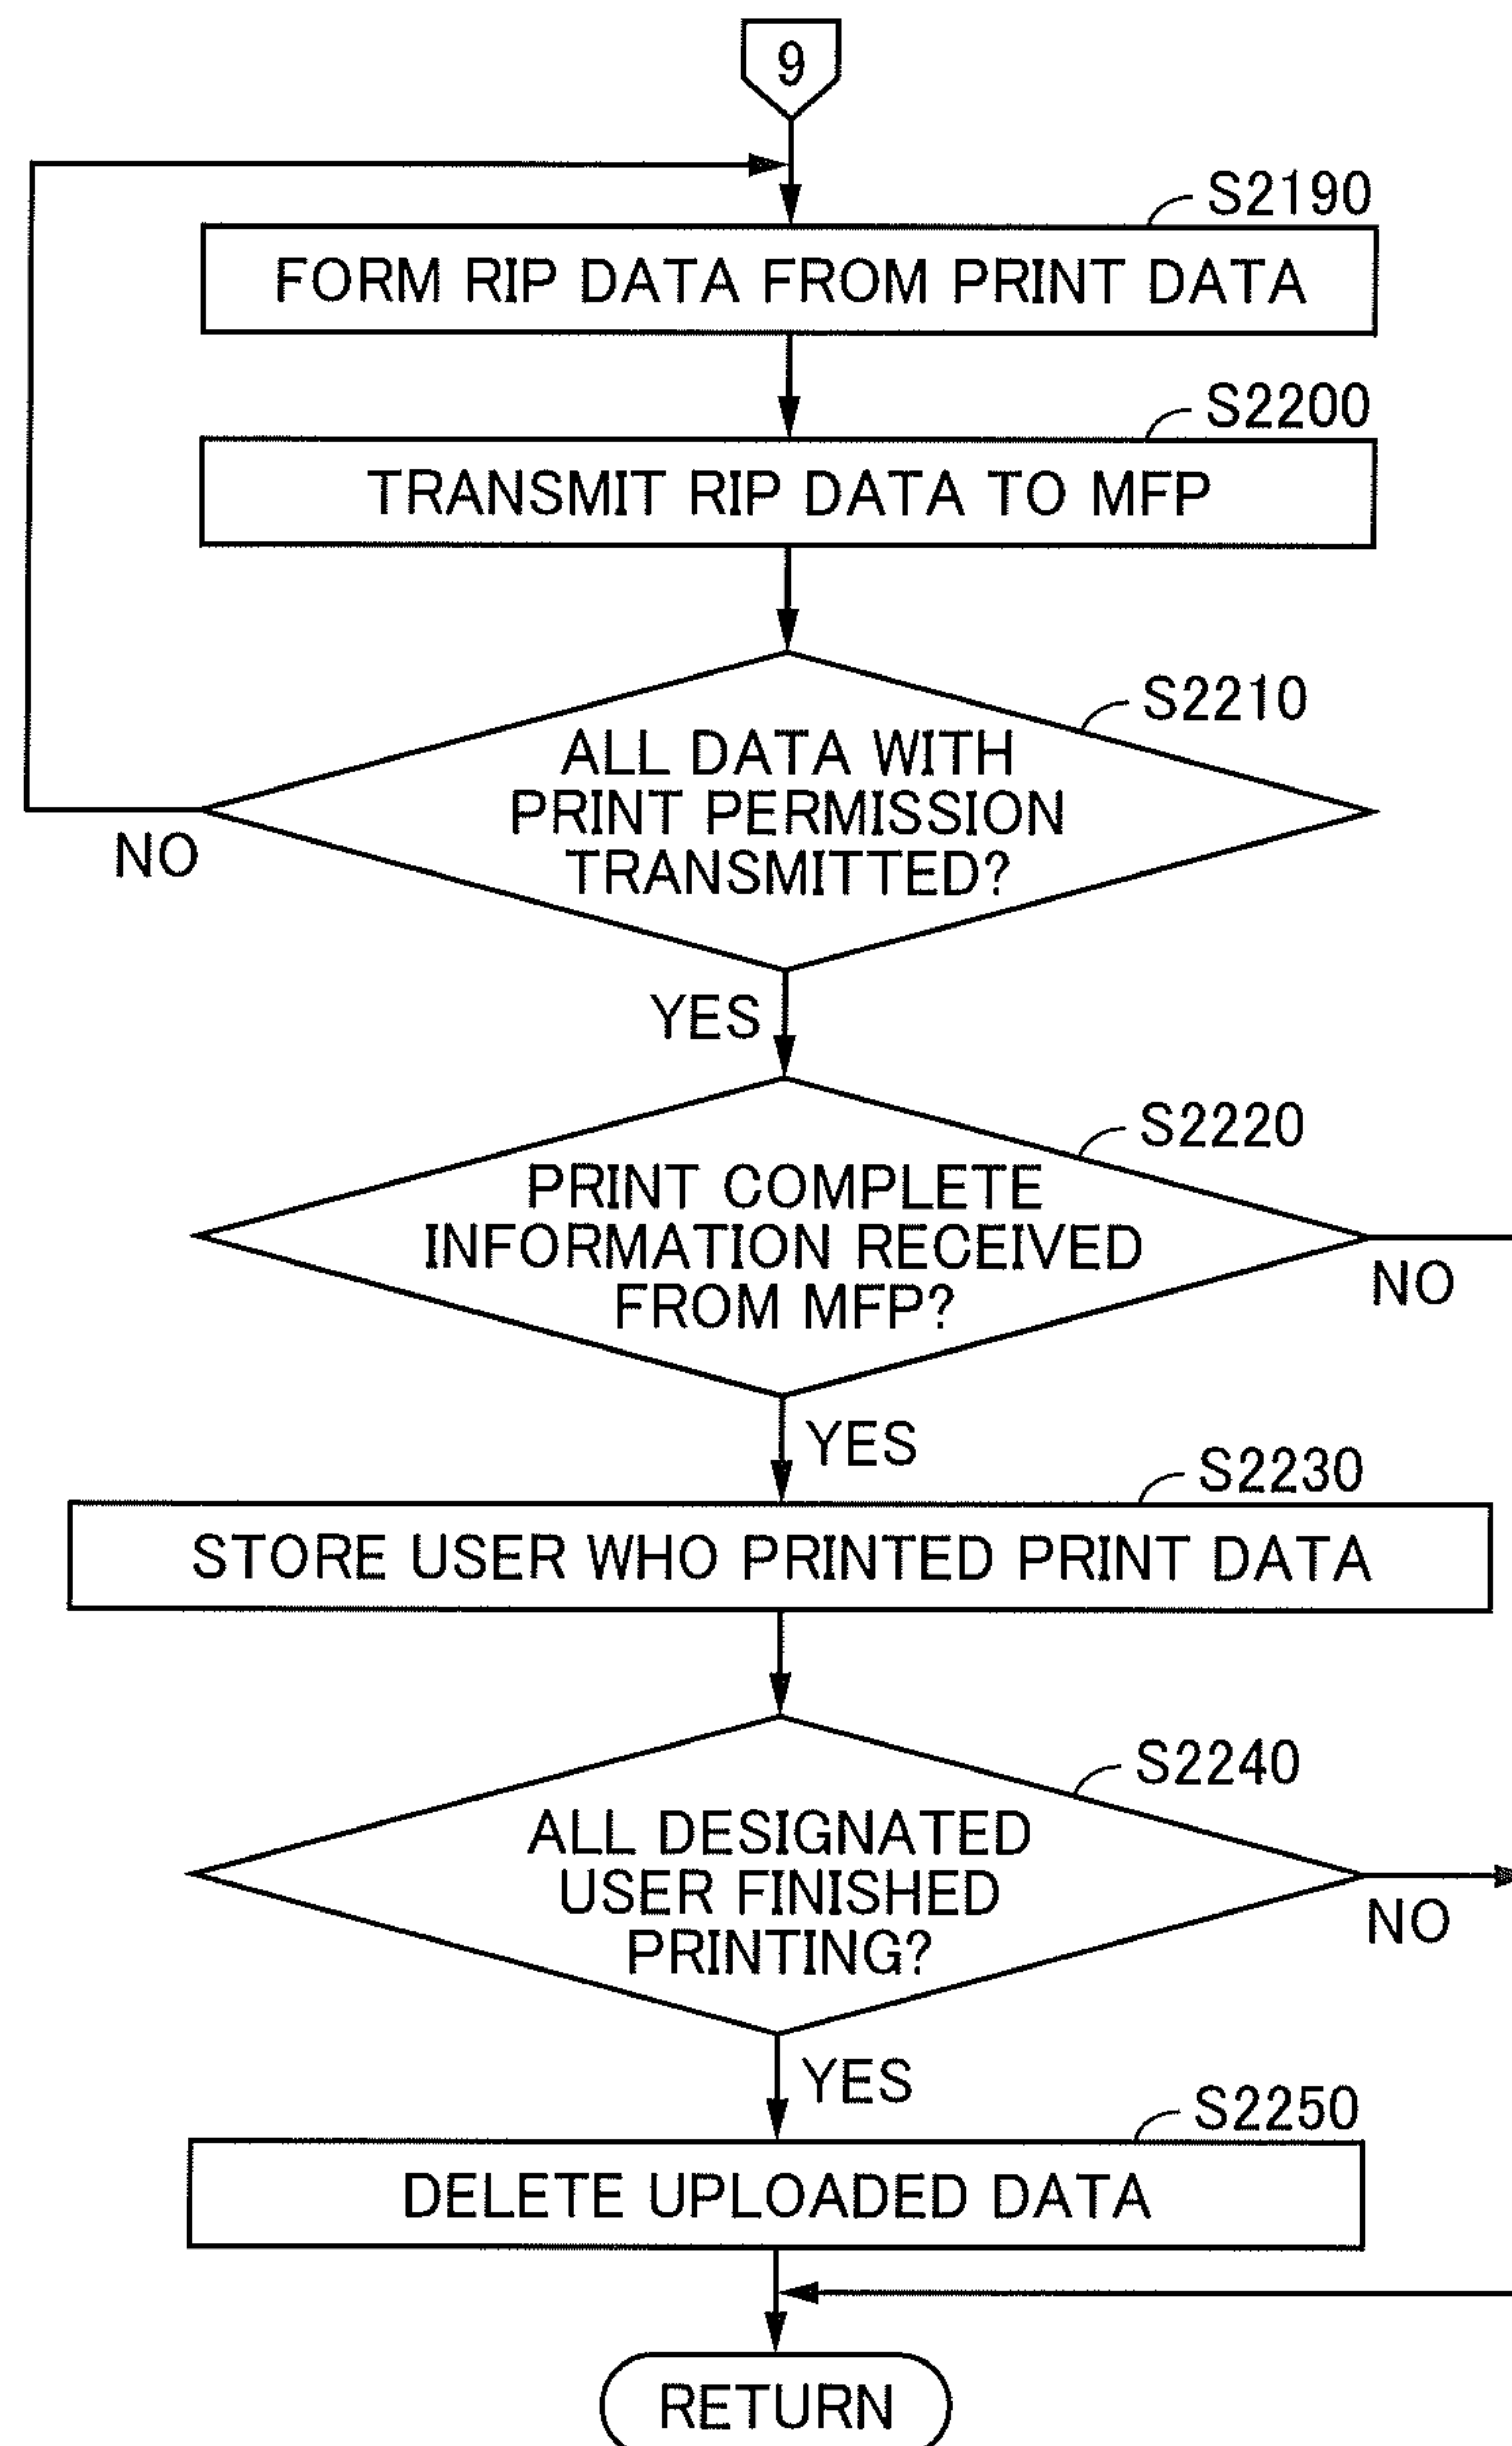 9
S2190
FORM RIP DATA FROM PRINT DATA
S2200
TRANSMIT RIP DATA TO MFP
S2210
ALL DATA WITH
PRINT PERMISSION
TRANSMITTED?
NO
YES
S2220
PRINT COMPLETE
INFORMATION RECEIVED
FROM MFP?
NO
YES
S2230
STORE USER WHO PRINTED PRINT DATA
S2240
ALL DESIGNATED
USER FINISHED
PRINTING?
NO
YES
S2250
DELETE UPLOADED DATA
RETURN